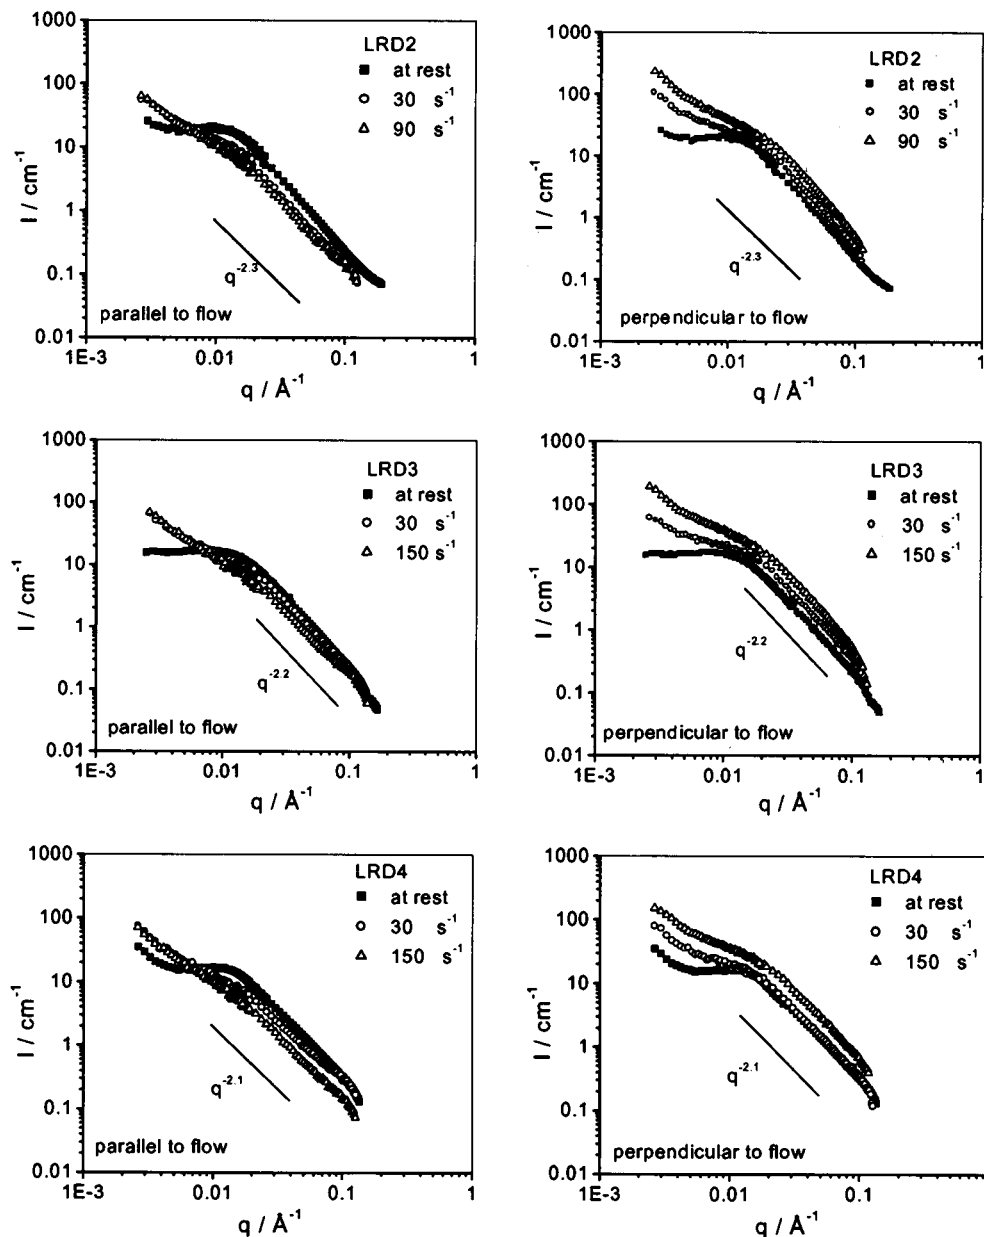 1000
100
10
1
0.1
0.01
I / cm⁻¹
LRD2
■ at rest
○ 30 s⁻¹
△ 90 s⁻¹
q⁻²·³
parallel to flow
1E-3 0.01 0.1 1
q / Å⁻¹
1000
100
10
1
0.1
0.01
I / cm⁻¹
LRD2
■ at rest
○ 30 s⁻¹
△ 90 s⁻¹
q⁻²·³
perpendicular to flow
1E-3 0.01 0.1 1
q / Å⁻¹
1000
100
10
1
0.1
0.01
I / cm⁻¹
LRD3
■ at rest
○ 30 s⁻¹
△ 150 s⁻¹
q⁻²·²
parallel to flow
1E-3 0.01 0.1 1
q / Å⁻¹
1000
100
10
1
0.1
0.01
I / cm⁻¹
LRD3
■ at rest
○ 30 s⁻¹
△ 150 s⁻¹
q⁻²·²
perpendicular to flow
1E-3 0.01 0.1 1
q / Å⁻¹
1000
100
10
1
0.1
0.01
I / cm⁻¹
LRD4
■ at rest
○ 30 s⁻¹
△ 150 s⁻¹
q⁻²·¹
parallel to flow
1E-3 0.01 0.1 1
q / Å⁻¹
1000
100
10
1
0.1
0.01
I / cm⁻¹
LRD4
■ at rest
○ 30 s⁻¹
△ 150 s⁻¹
q⁻²·¹
perpendicular to flow
1E-3 0.01 0.1
q / Å⁻¹